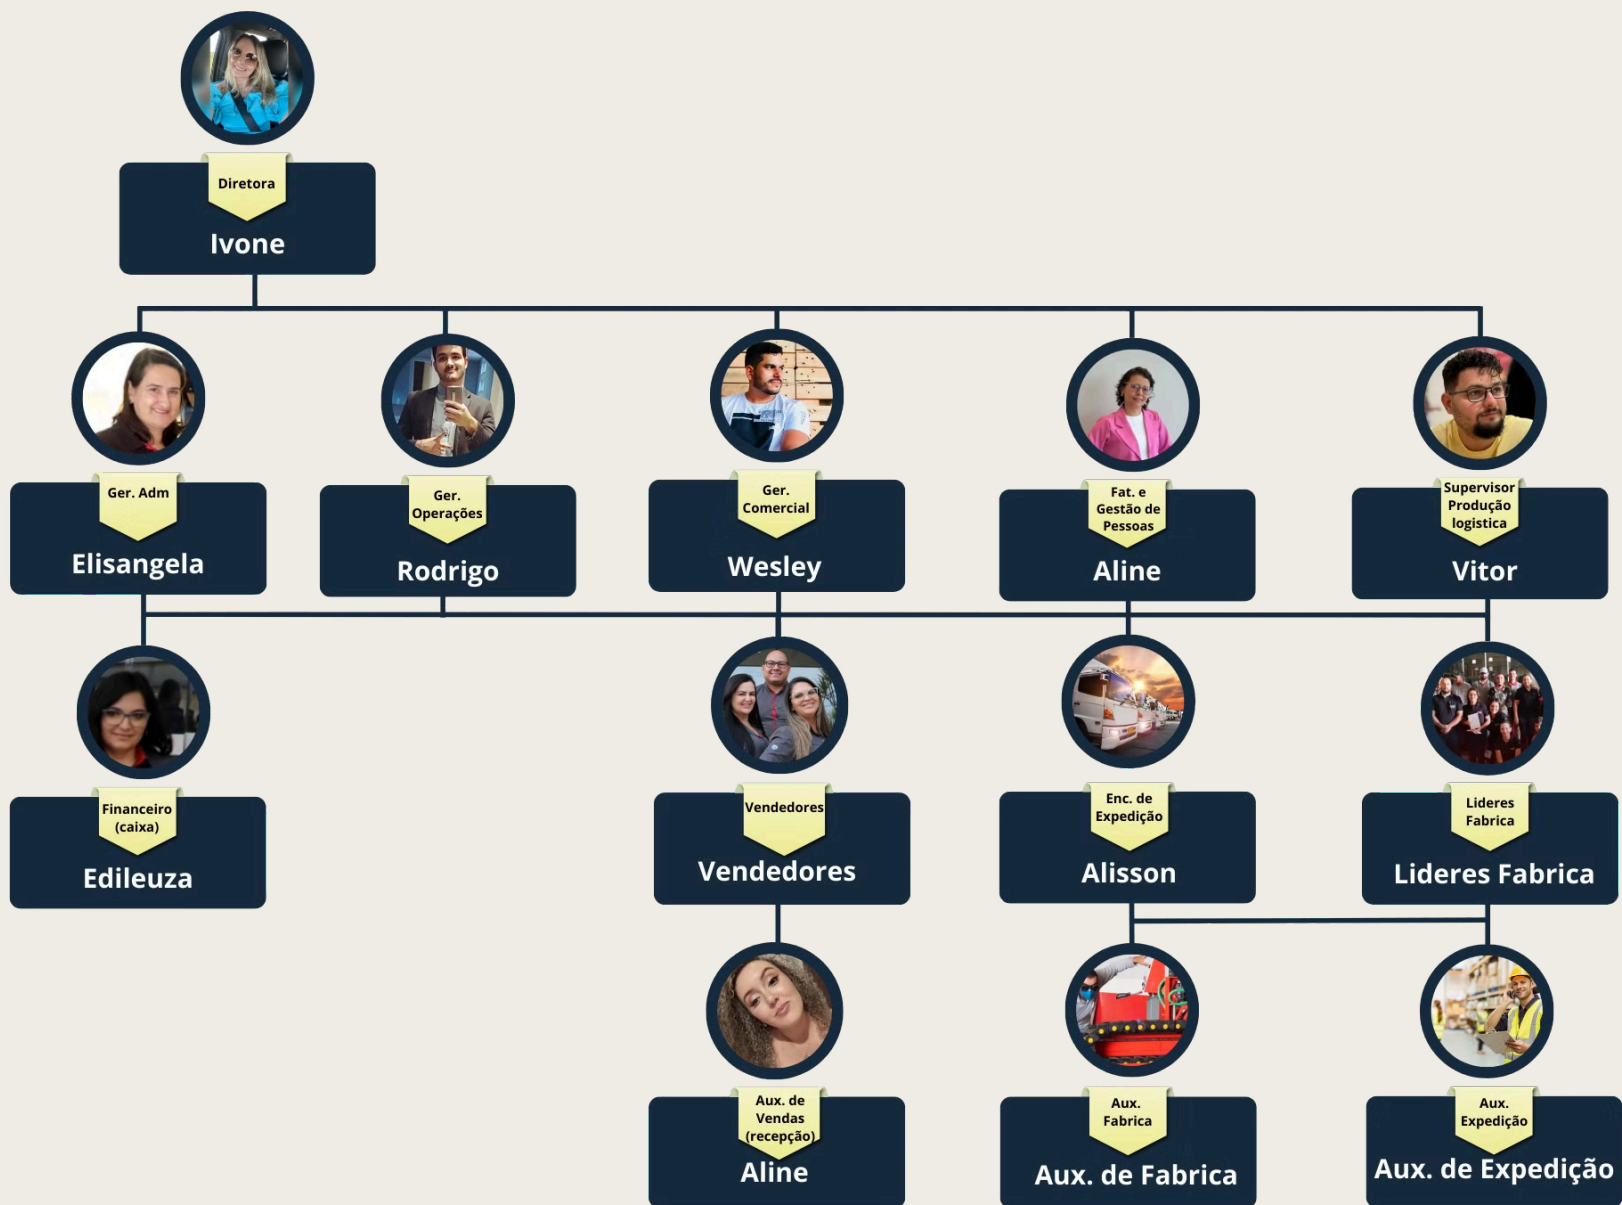 Diretora
Ivone
Ger. Adm
Elisangela
Ger.
Operações
Rodrigo
Ger.
Comercial
Wesley
Fat. e
Gestão de
Pessoas
Aline
Supervisor
Produção
logistica
Vitor
Financeiro
(caixa)
Edileuza
Vendedores
Vendedores
Enc. de
Expedição
Alisson
Lideres
Fabrica
Lideres Fabrica
Aux. de
Vendas
(recepção)
Aline
Aux.
Fabrica
Aux. de Fabrica
Aux.
Expedição
Aux. de Expedição